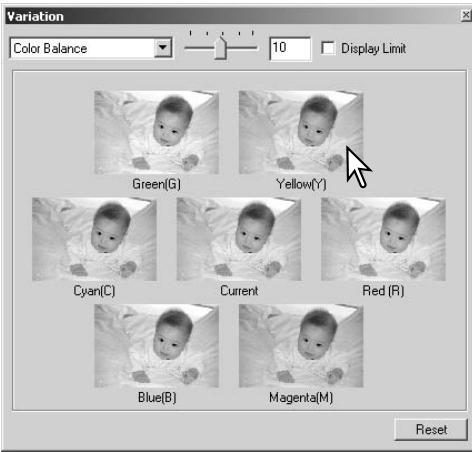 Variation
Color Balance 10 Display Limit
Green(G) Yellow(Y)
Cyan(C) Current Red (R)
Blue(B) Magenta(M)
Reset